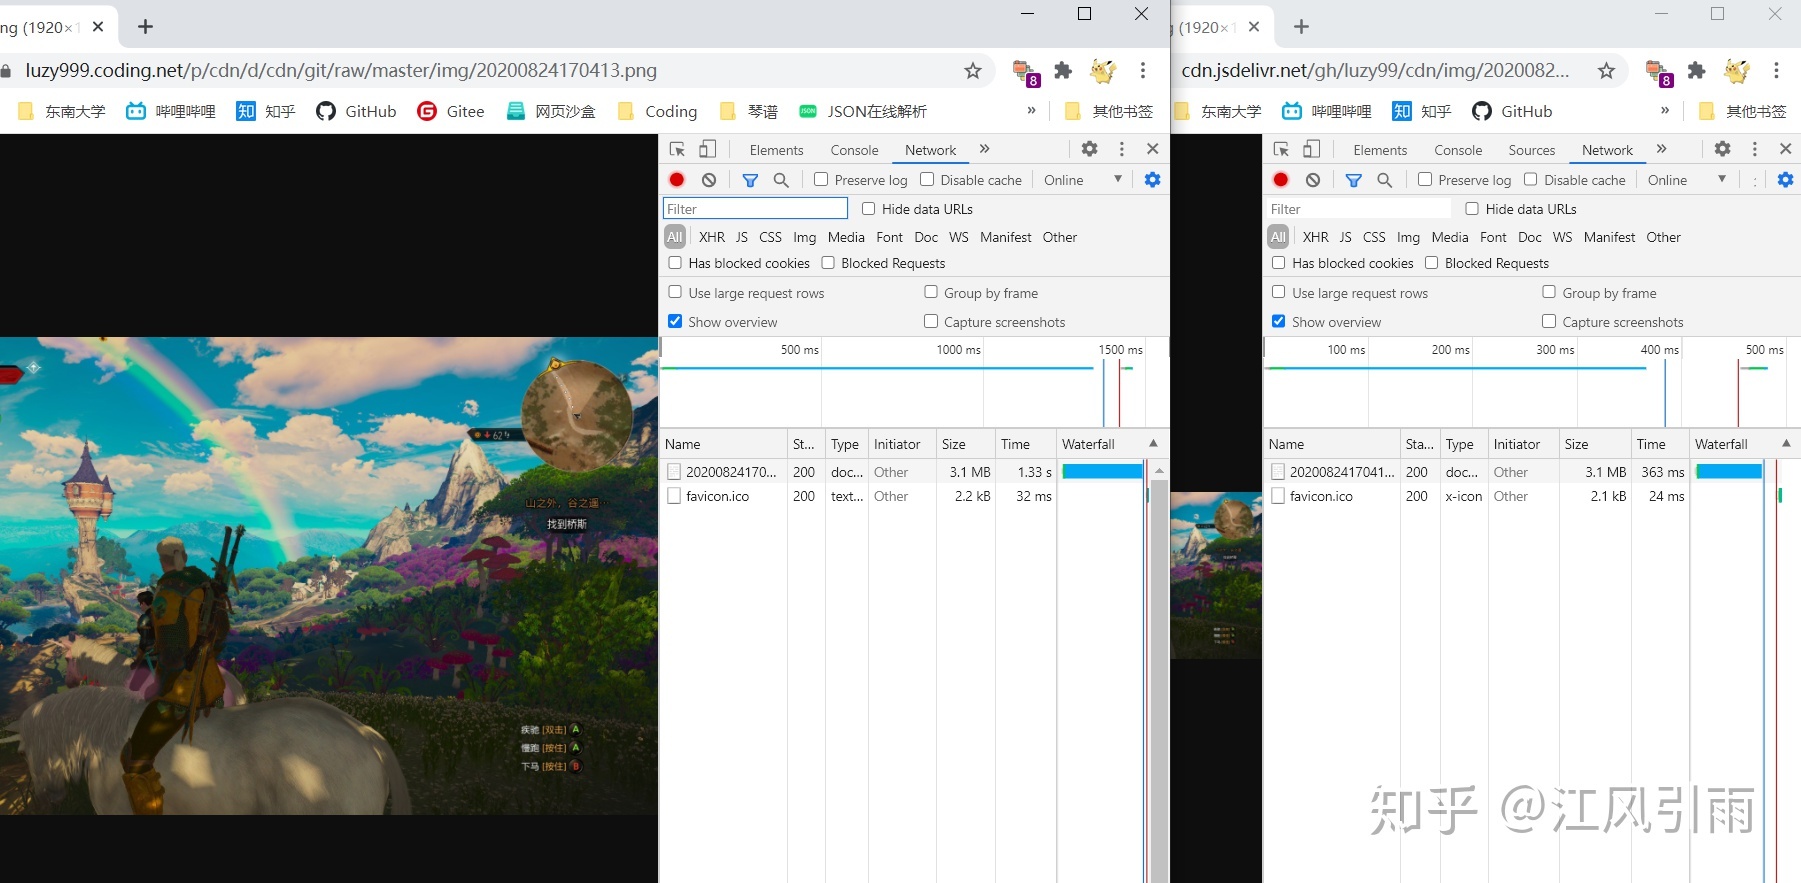 ng (1920×1
luzy999.coding.net/p/cdn/d/cdn/git/raw/master/img/20200824170413.png
8
东南大学 哔哩哔哩 知 知乎 GitHub G Gitee 网页沙盒 Coding 琴谱 JSON JSON在线解析 » 其他书签
Elements Console Network »
Preserve log Disable cache Online
Filter Hide data URLs
All XHR JS CSS Img Media Font Doc WS Manifest Other
Has blocked cookies Blocked Requests
Use large request rows Group by frame
Show overview Capture screenshots
500 ms 1000 ms 1500 ms
Name St... Type Initiator Size Time Waterfall
20200824170... 200 doc... Other 3.1 MB 1.33 s
favicon.ico 200 text... Other 2.2 kB 32 ms
62
山之外，谷之遥…
找到桥斯
疾驰 [双击] A
慢跑 [按住] A
下马 [按住] B
g (1920×1
cdn.jsdelivr.net/gh/luzy99/cdn/img/2020082...
8
东南大学 哔哩哔哩 知 知乎 GitHub » 其他书签
Elements Console Sources Network »
Preserve log Disable cache Online
Filter Hide data URLs
All XHR JS CSS Img Media Font Doc WS Manifest Other
Has blocked cookies Blocked Requests
Use large request rows Group by frame
Show overview Capture screenshots
100 ms 200 ms 300 ms 400 ms 500 ms
Name Sta... Type Initiator Size Time Waterfall
2020082417041... 200 doc... Other 3.1 MB 363 ms
favicon.ico 200 x-icon Other 2.1 kB 24 ms
知乎 @江风引雨